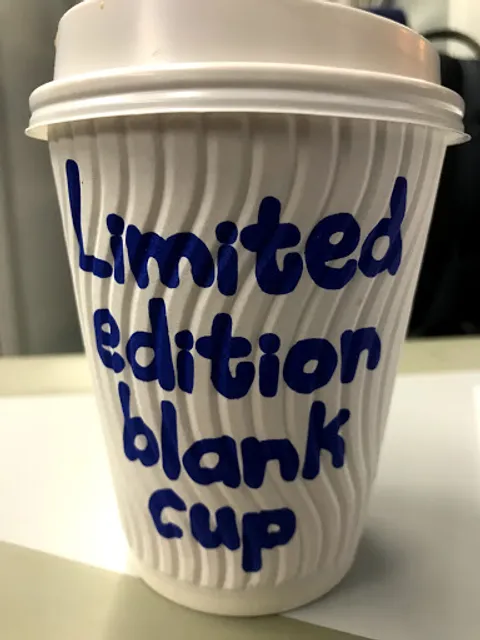 Limited
edition
blank
cup